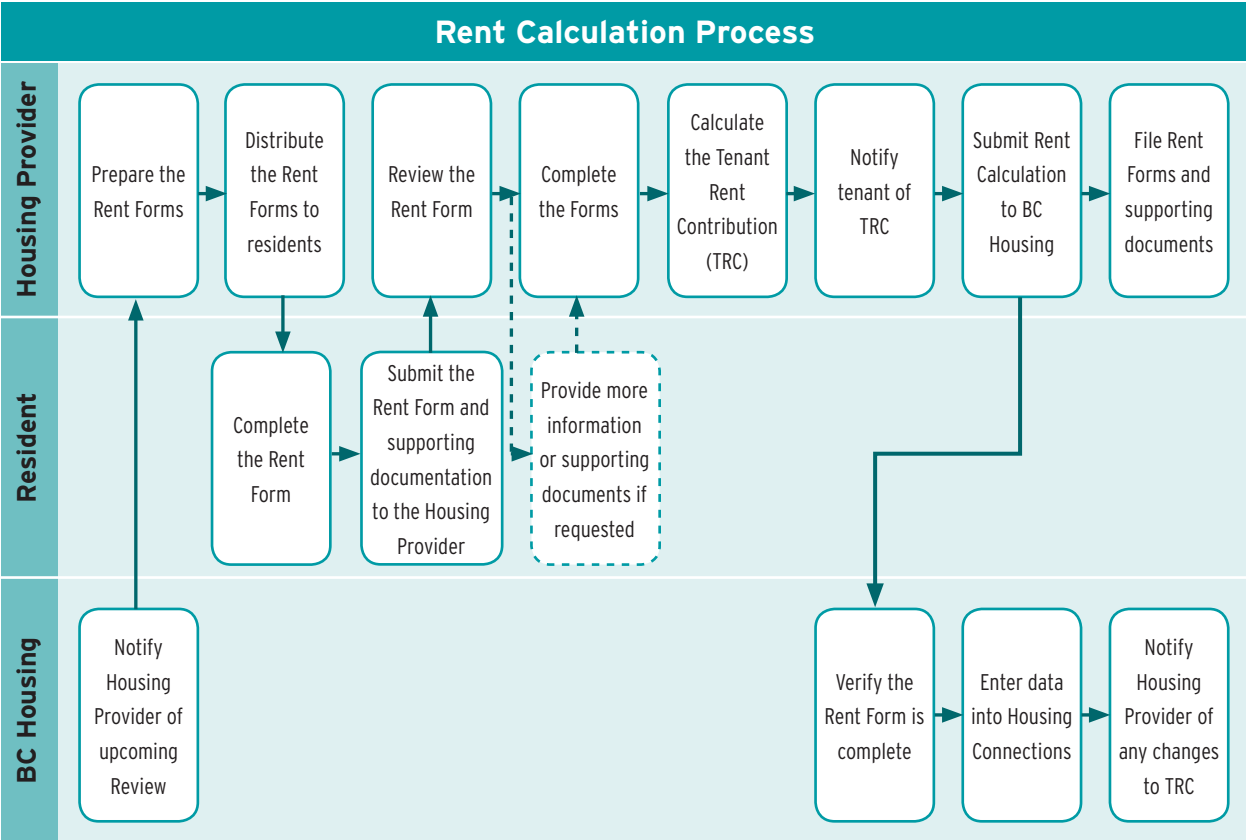 Rent Calculation Process
Housing Provider
Prepare the
Rent Forms
Distribute
the Rent
Forms to
residents
Review the
Rent Form
Complete
the Forms
Calculate
the Tenant
Rent
Contribution
(TRC)
Notify
tenant of
TRC
Submit Rent
Calculation
to BC
Housing
File Rent
Forms and
supporting
documents
Resident
Complete
the Rent
Form
Submit the
Rent Form and
supporting
documentation
to the Housing
Provider
Provide more
information
or supporting
documents if
requested
BC Housing
Notify
Housing
Provider of
upcoming
Review
Verify the
Rent Form is
complete
Enter data
into Housing
Connections
Notify
Housing
Provider of
any changes
to TRC